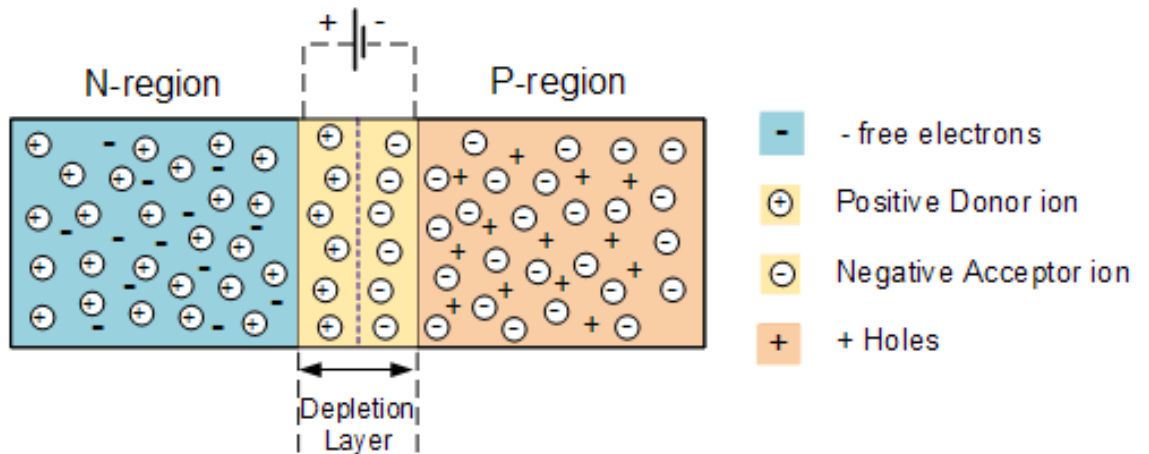 + -
N-region
P-region
- - free electrons
+ Positive Donor ion
- Negative Acceptor ion
+ + Holes
Depletion
Layer